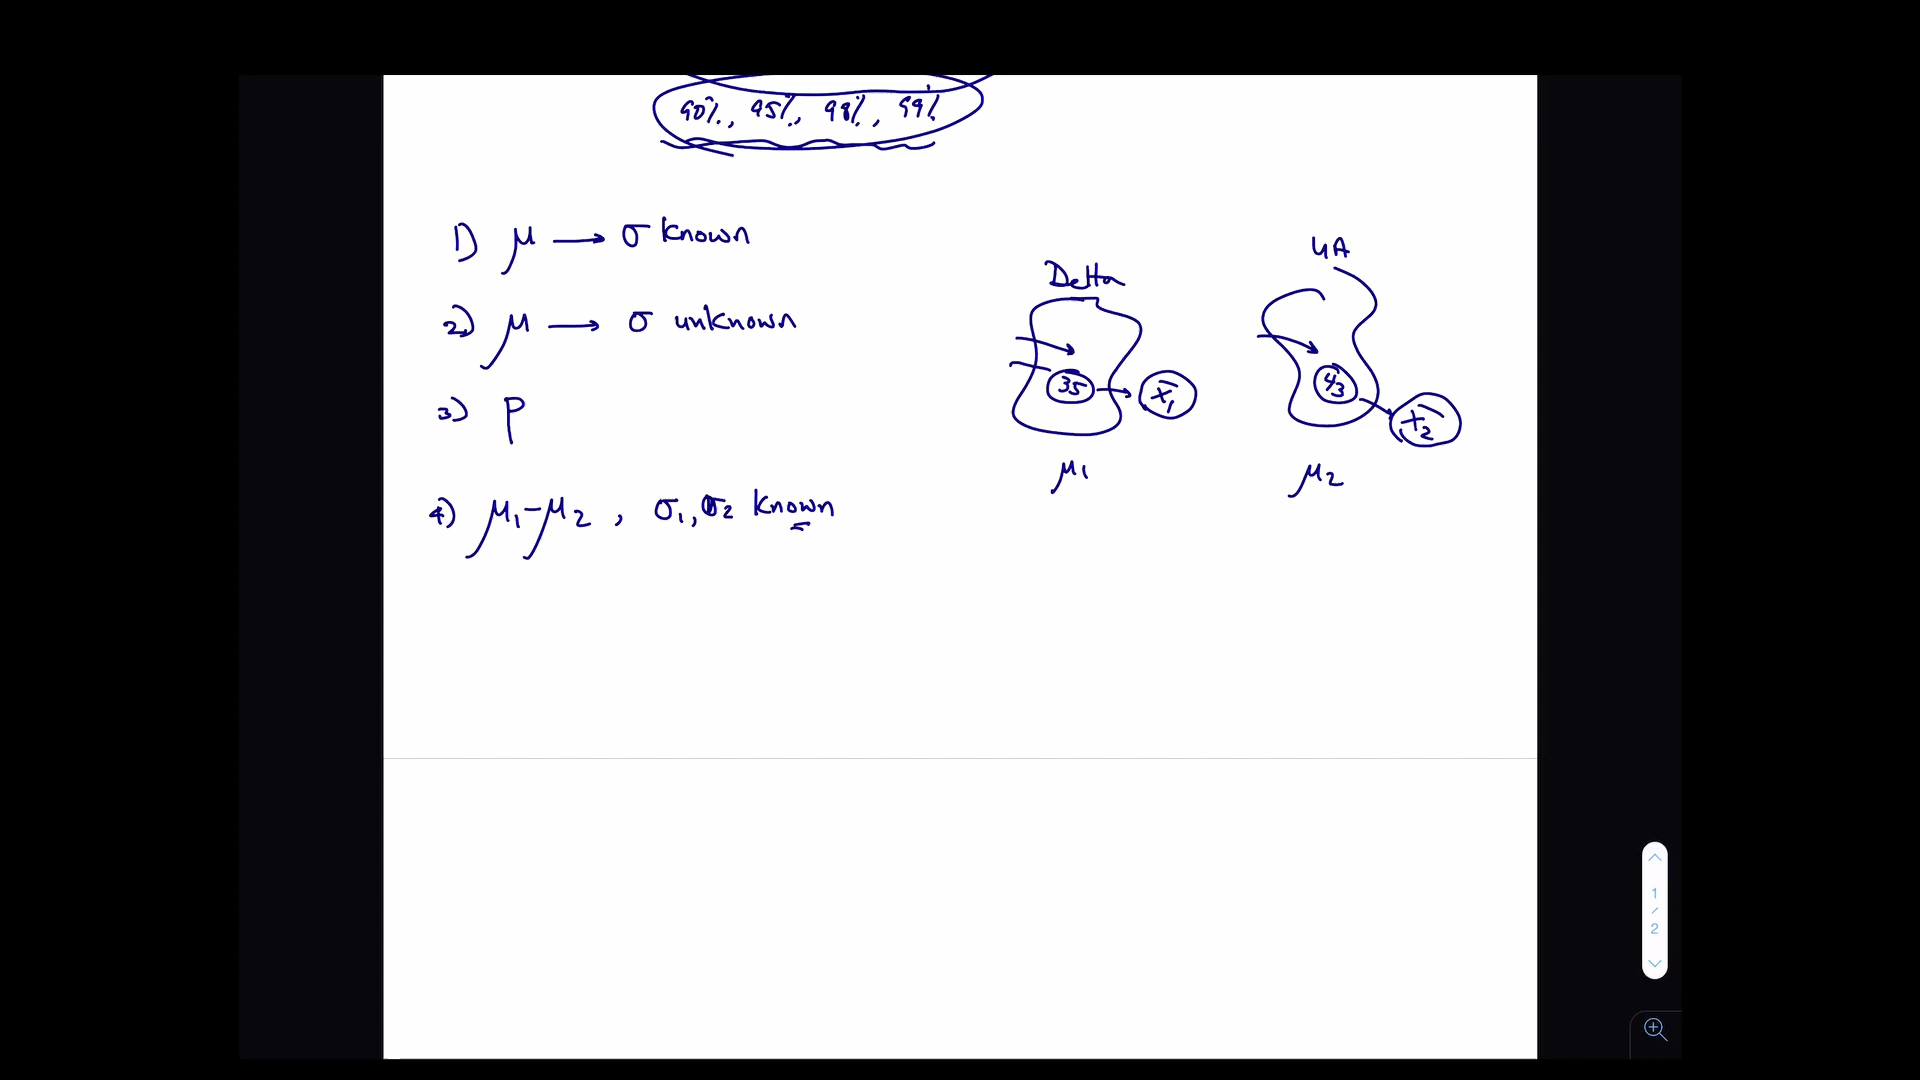 90%, 95%, 98%, 99%
1) μ → σ known
2) μ → σ unknown
3) P
4) μ₁-μ₂, σ₁,σ₂ known
Delta
35 → x̄₁
μ₁
UA
43 → x̄₂
μ₂
1
/
2